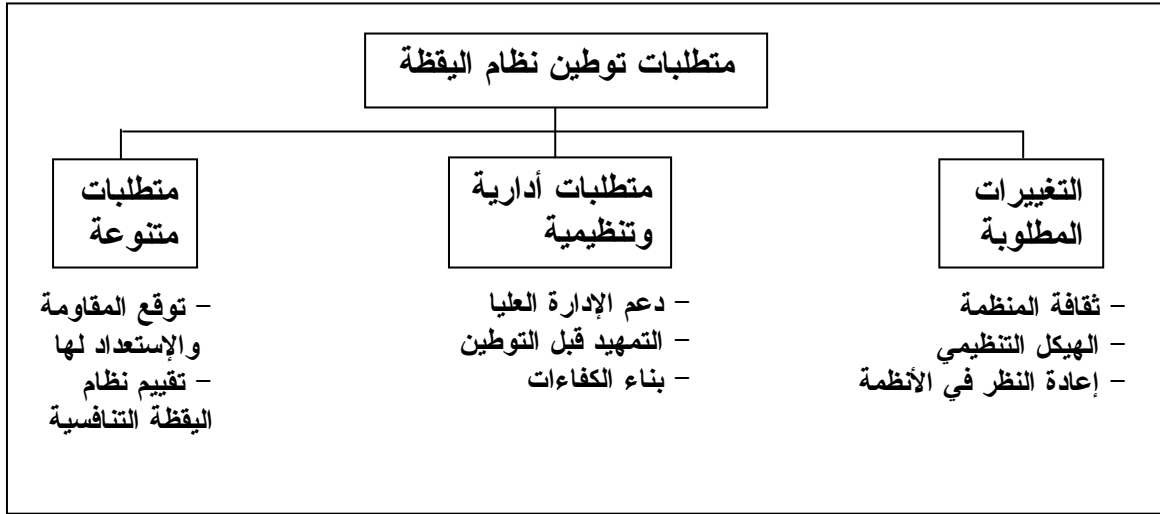 متطلبات توطين نظام اليقظة
التغييرات
المطلوبة
– ثقافة المنظمة
– الهيكل التنظيمي
– إعادة النظر في الأنظمة
متطلبات أدارية
وتنظيمية
– دعم الإدارة العليا
– التمهيد قبل التوطين
– بناء الكفاءات
متطلبات
متنوعة
– توقع المقاومة
والإستعداد لها
– تقييم نظام
اليقظة التنافسية